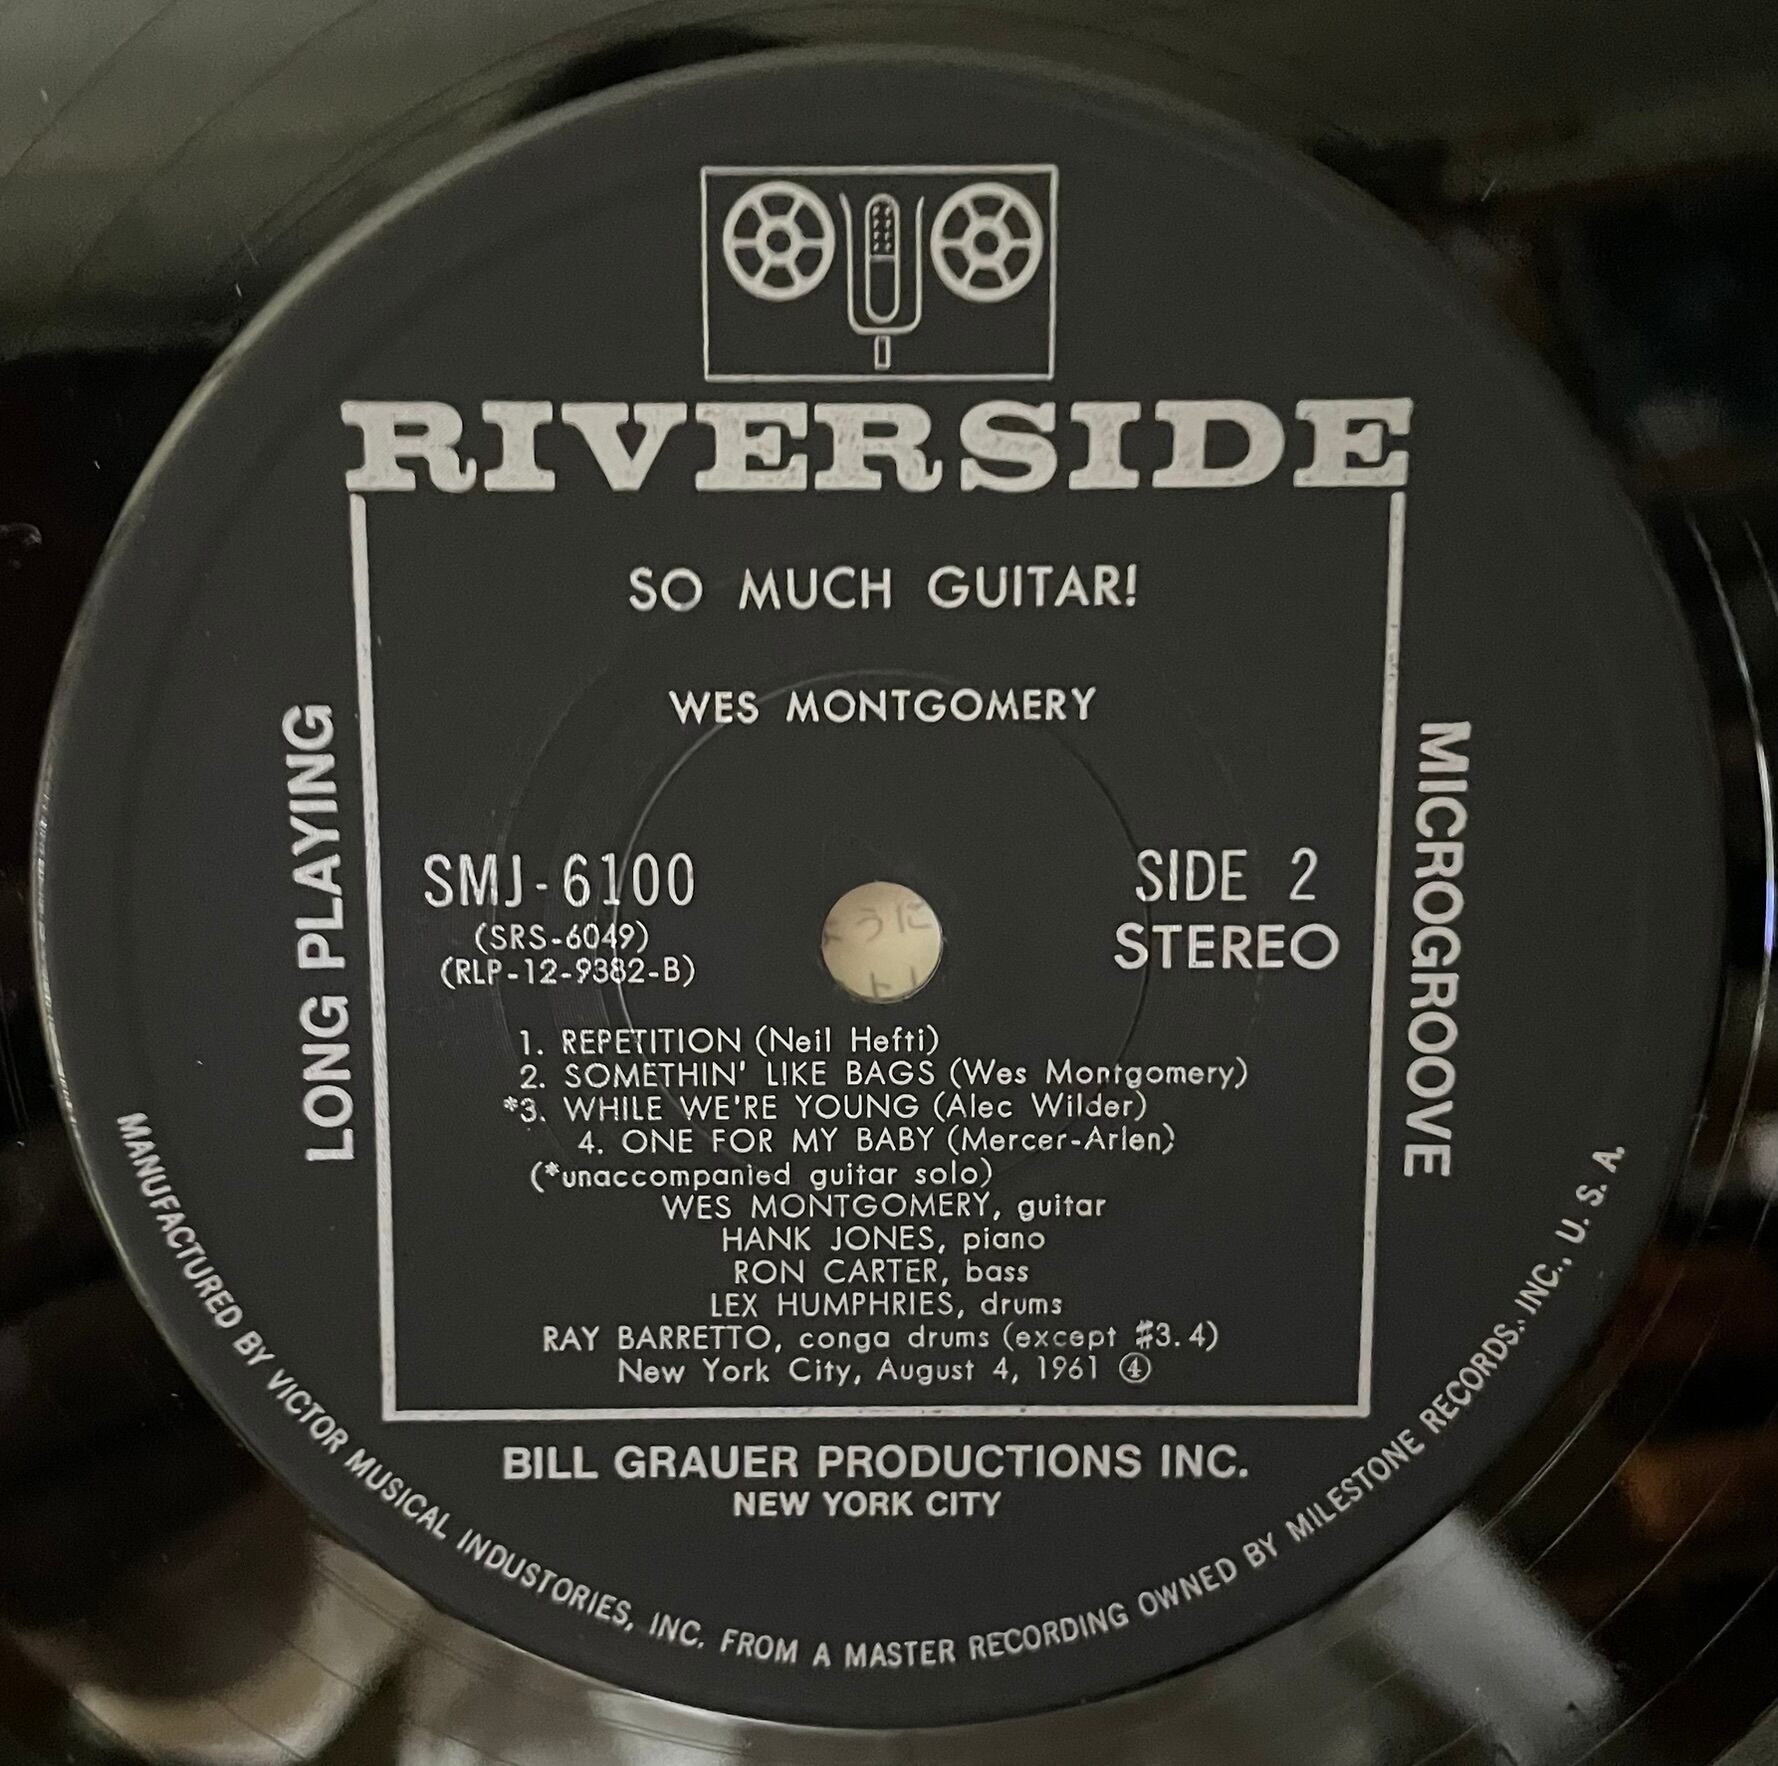 RIVERSIDE
SO MUCH GUITAR!
WES MONTGOMERY
LONG PLAYING
MICROGROOVE
SMJ-6100
(SRS-6049)
(RLP-12-9382-B)
SIDE 2
STEREO
ように
1. REPETITION (Neil Hefti)
2. SOMETHIN' LIKE BAGS (Wes Montgomery)
*3. WHILE WE'RE YOUNG (Alec Wilder)
4. ONE FOR MY BABY (Mercer-Arlen)
(*unaccompanied guitar solo)
WES MONTGOMERY, guitar
HANK JONES, piano
RON CARTER, bass
LEX HUMPHRIES, drums
RAY BARRETTO, conga drums (except #3.4)
New York City, August 4, 1961 ④
BILL GRAUER PRODUCTIONS INC.
NEW YORK CITY
MANUFACTURED BY VICTOR MUSICAL INDUSTORIES, INC. FROM A MASTER RECORDING OWNED BY MILESTONE RECORDS., INC., U. S. A.